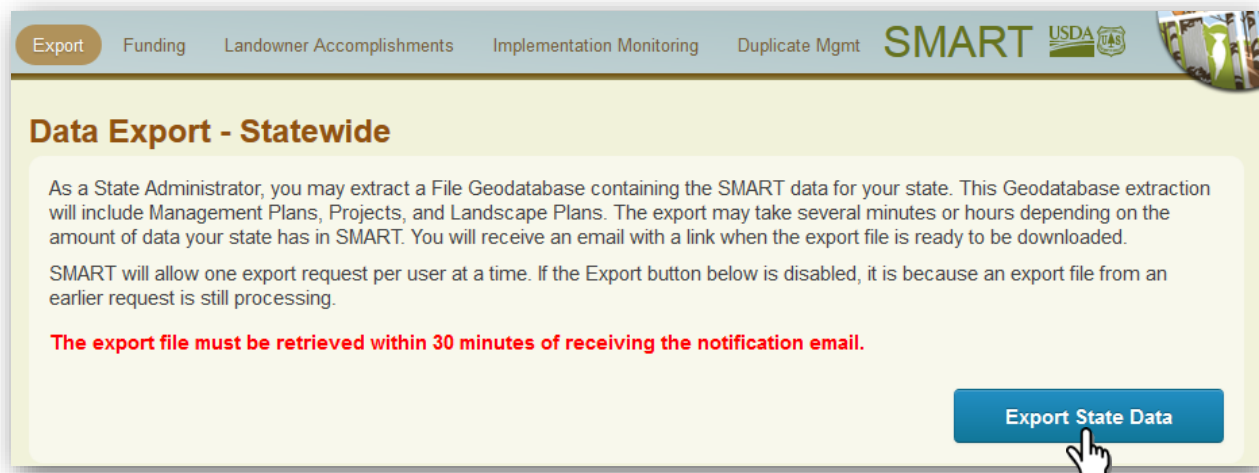 Export Funding Landowner Accomplishments Implementation Monitoring Duplicate Mgmt SMART USDA UAS
Data Export - Statewide
As a State Administrator, you may extract a File Geodatabase containing the SMART data for your state. This Geodatabase extraction
will include Management Plans, Projects, and Landscape Plans. The export may take several minutes or hours depending on the
amount of data your state has in SMART. You will receive an email with a link when the export file is ready to be downloaded.
SMART will allow one export request per user at a time. If the Export button below is disabled, it is because an export file from an
earlier request is still processing.
The export file must be retrieved within 30 minutes of receiving the notification email.
Export State Data